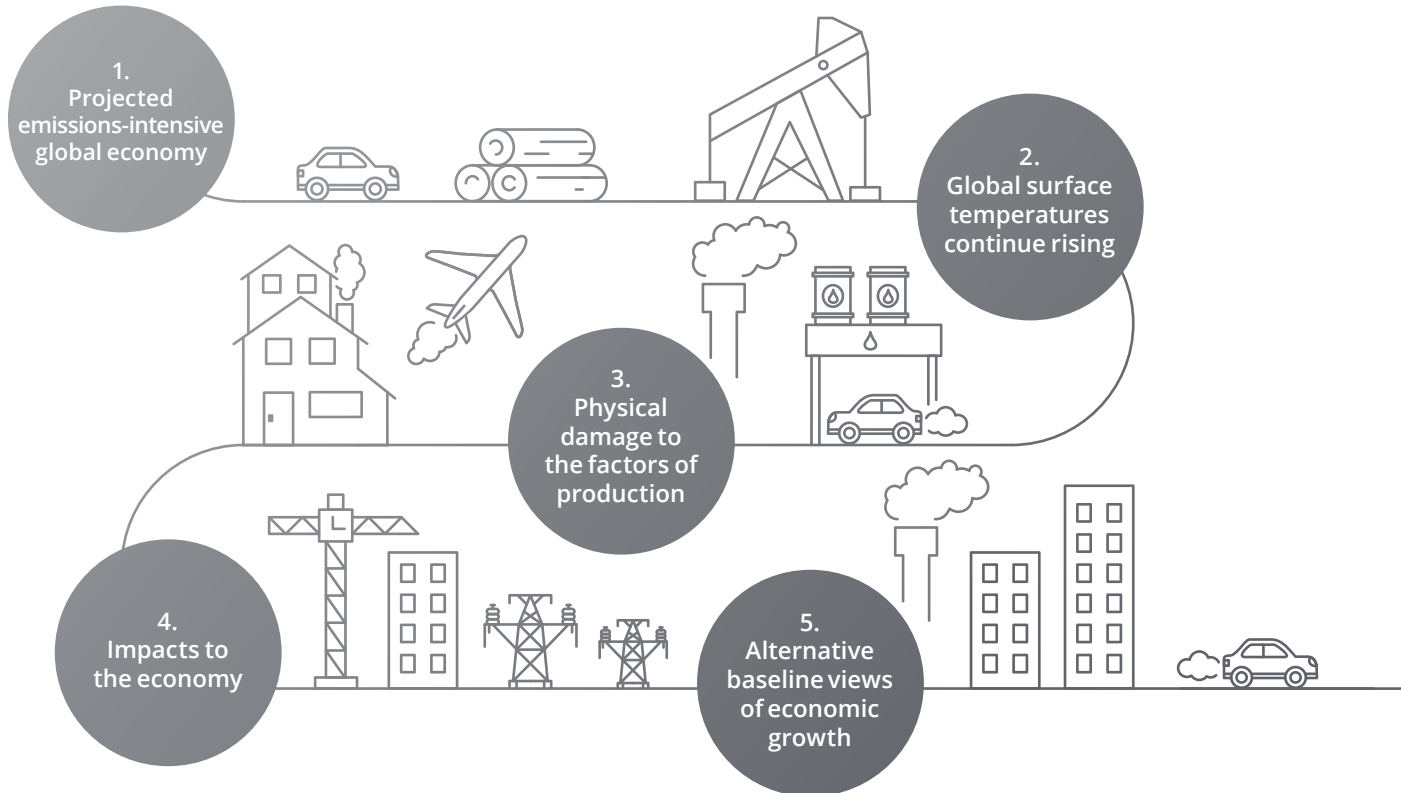 1.
Projected
emissions-intensive
global economy
2.
Global surface
temperatures
continue rising
3.
Physical
damage to
the factors of
production
4.
Impacts to
the economy
5.
Alternative
baseline views
of economic
growth